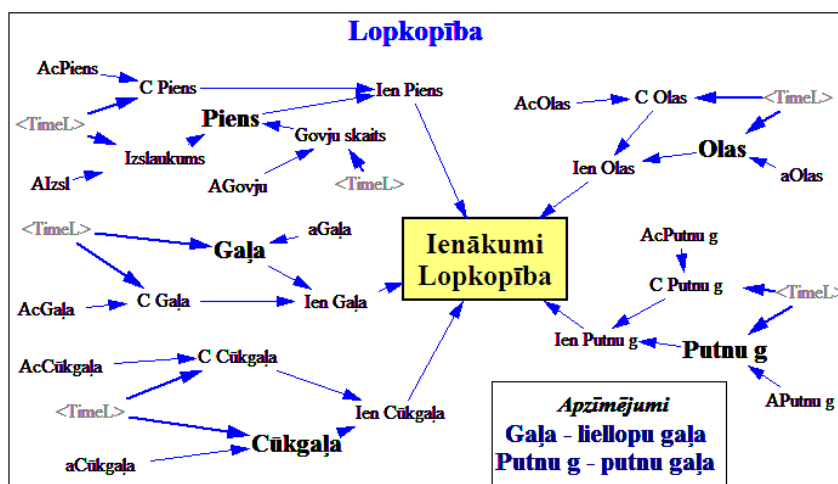 Lopkopība
AcPiens
C Piens
Ien Piens
<TimeL>
Piens
Izslaukums
Govju skaits
AIzsl
AGovju
<TimeL>
AcOlas
C Olas
<TimeL>
Olas
Ien Olas
aOlas
<TimeL>
aGaļa
Gaļa
AcGaļa
C Gaļa
Ien Gaļa
Ienākumi
Lopkopība
AcPutnu g
C Putnu g
<TimeL>
Ien Putnu g
Putnu g
APutnu g
AcCūkgaļa
C Cūkgaļa
<TimeL>
Ien Cūkgaļa
Cūkgaļa
aCūkgaļa
Apzīmējumi
Gaļa - liellopu gaļa
Putnu g - putnu gaļa